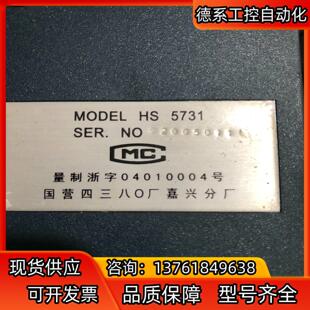 德系工控自动化
MODEL HS 5731
SER. NO
CMC
量制浙字04010004号
国营四三八〇厂嘉兴分厂
现货供应
咨询：13761849638
可开发票
品质保障
型号齐全